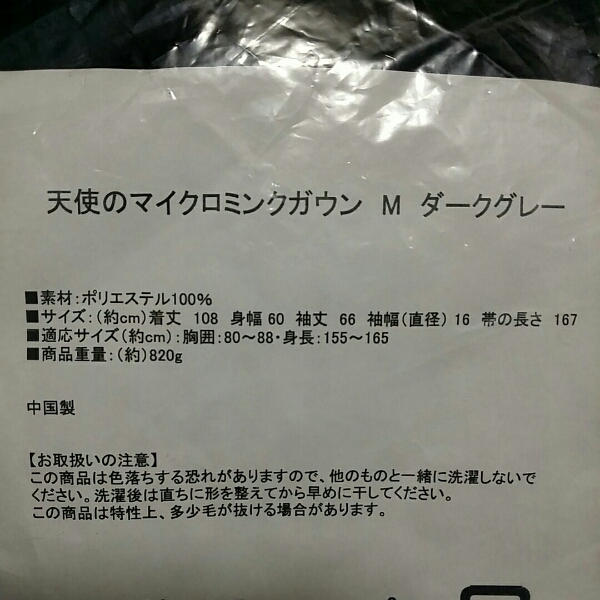 天使のマイクロミンクガウン M ダークグレー
■素材:ポリエステル100%
■サイズ:(約cm)着丈 108 身幅 60 袖丈 66 袖幅(直径) 16 帯の長さ 167
■適応サイズ(約cm):胸囲:80～88・身長:155～165
■商品重量:(約)820g
中国製
【お取扱いの注意】
この商品は色落ちする恐れがありますので、他のものと一緒に洗濯しないで
ください。洗濯後は直ちに形を整えてから早めに干してください。
この商品は特性上、多少毛が抜ける場合があります。